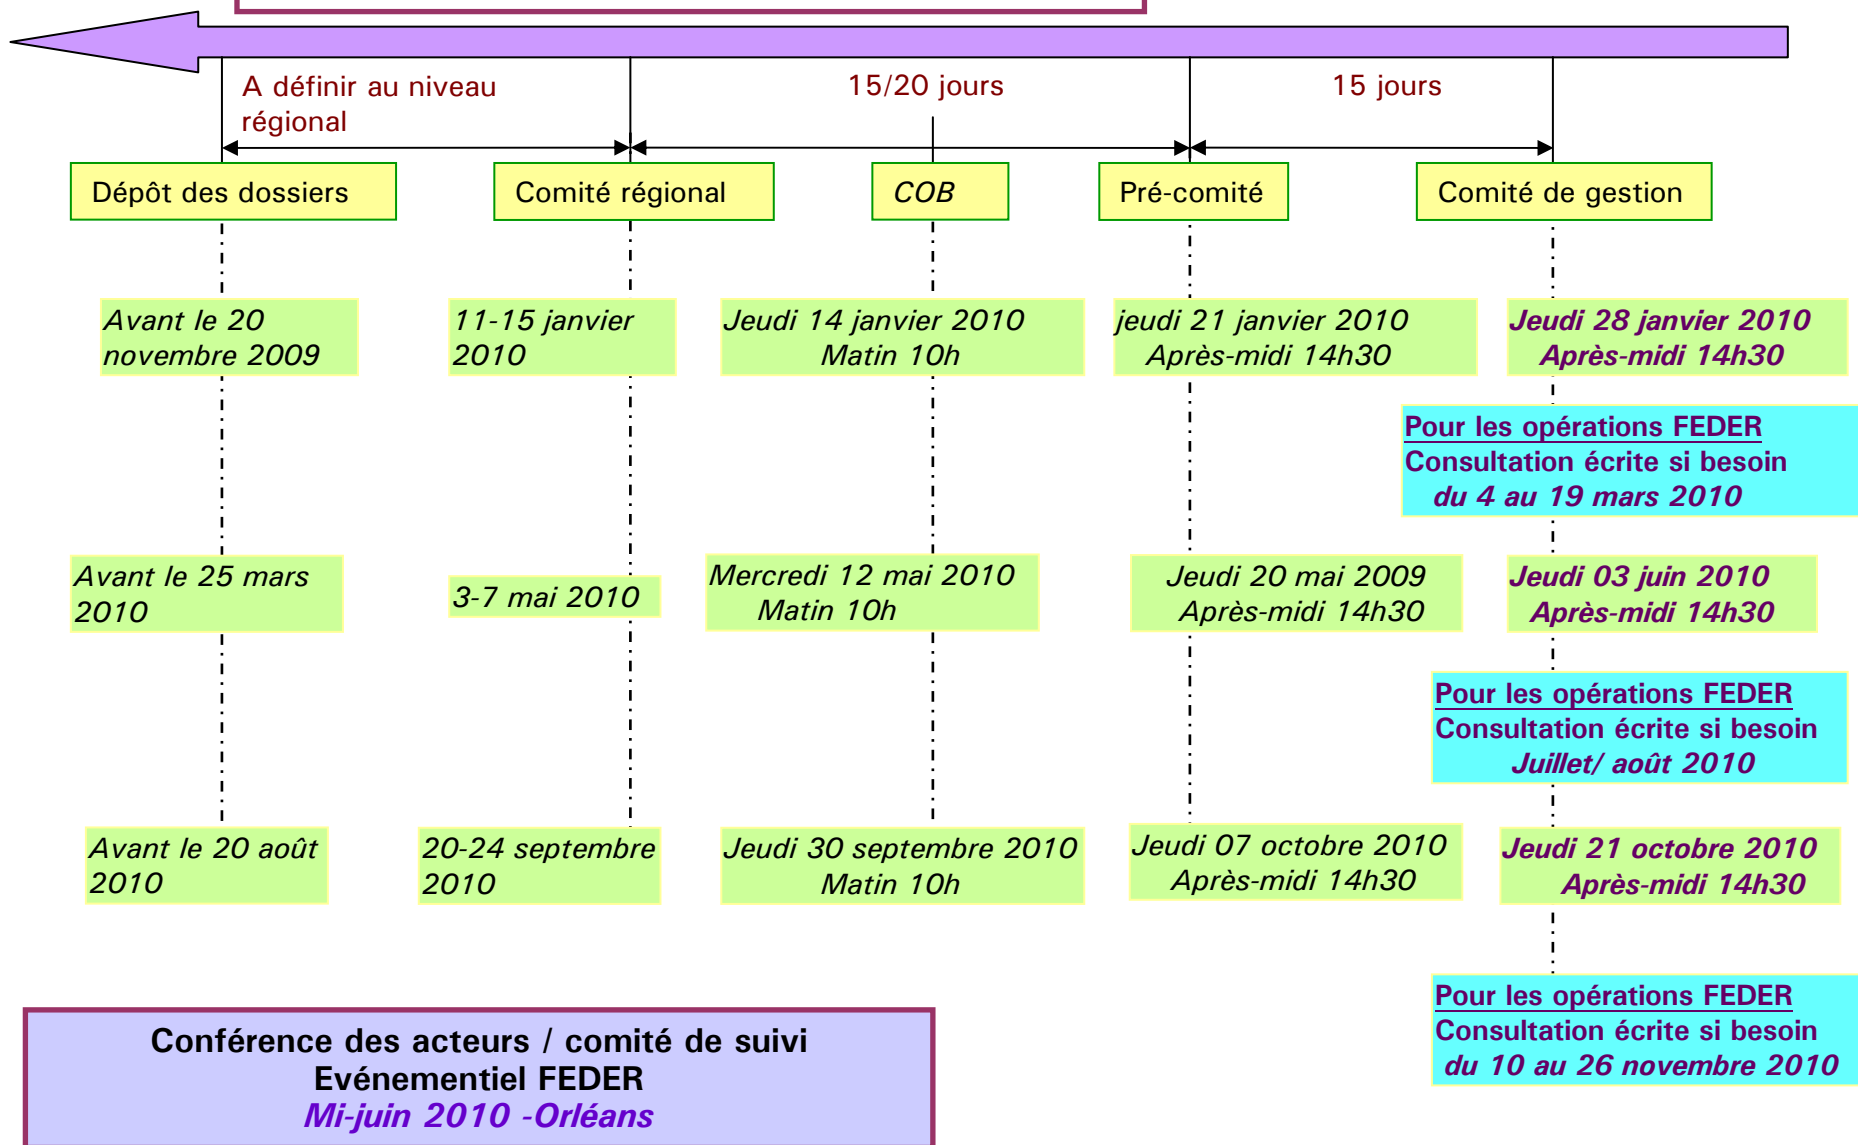 A définir au niveau
régional
15/20 jours
15 jours
Dépôt des dossiers
Comité régional
COB
Pré-comité
Comité de gestion
Avant le 20
novembre 2009
11-15 janvier
2010
Jeudi 14 janvier 2010
Matin 10h
jeudi 21 janvier 2010
Après-midi 14h30
Jeudi 28 janvier 2010
Après-midi 14h30
Pour les opérations FEDER
Consultation écrite si besoin
du 4 au 19 mars 2010
Avant le 25 mars
2010
3-7 mai 2010
Mercredi 12 mai 2010
Matin 10h
Jeudi 20 mai 2009
Après-midi 14h30
Jeudi 03 juin 2010
Après-midi 14h30
Pour les opérations FEDER
Consultation écrite si besoin
Juillet/ août 2010
Avant le 20 août
2010
20-24 septembre
2010
Jeudi 30 septembre 2010
Matin 10h
Jeudi 07 octobre 2010
Après-midi 14h30
Jeudi 21 octobre 2010
Après-midi 14h30
Pour les opérations FEDER
Consultation écrite si besoin
du 10 au 26 novembre 2010
Conférence des acteurs / comité de suivi
Evénementiel FEDER
Mi-juin 2010 -Orléans